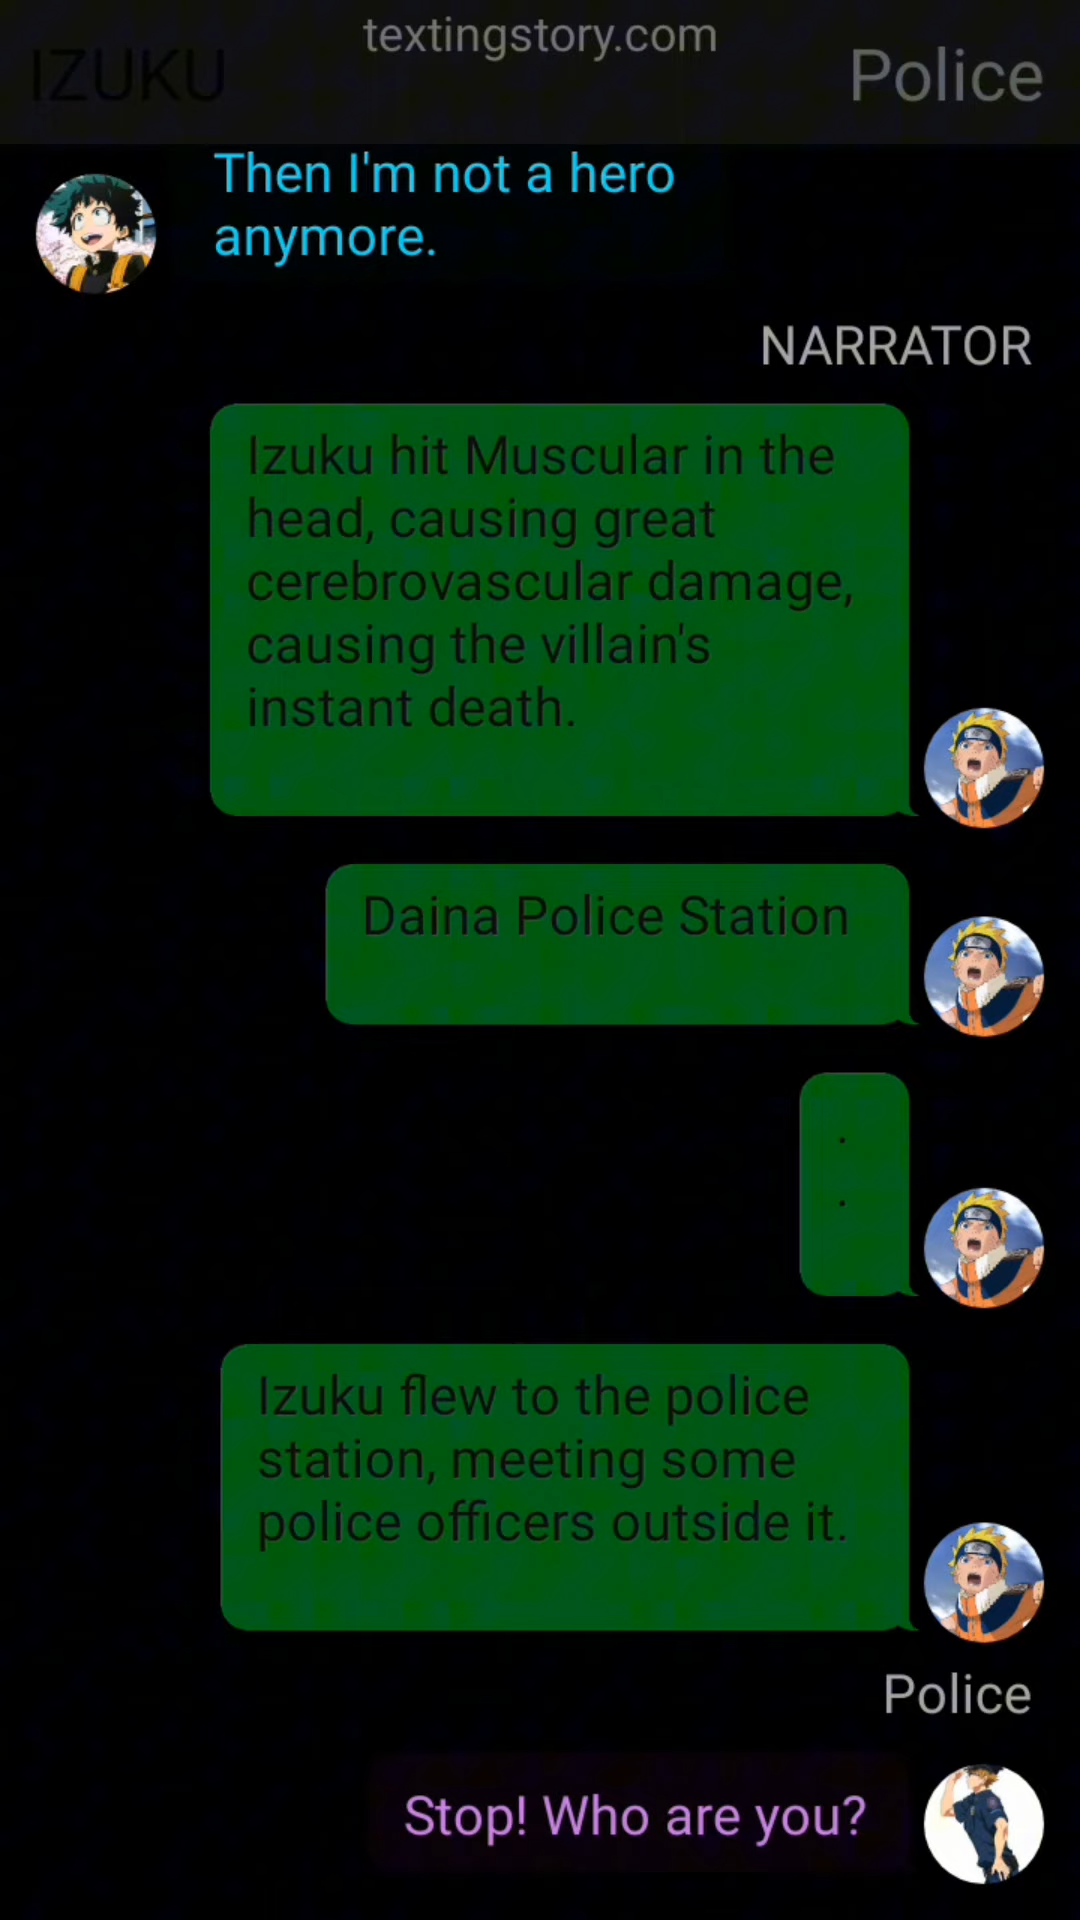 textingstory.com
IZUKU
Police
Then I'm not a hero
anymore.
NARRATOR
Izuku hit Muscular in the
head, causing great
cerebrovascular damage,
causing the villain's
instant death.
Daina Police Station
.
.
Izuku flew to the police
station, meeting some
police officers outside it.
Police
Stop! Who are you?